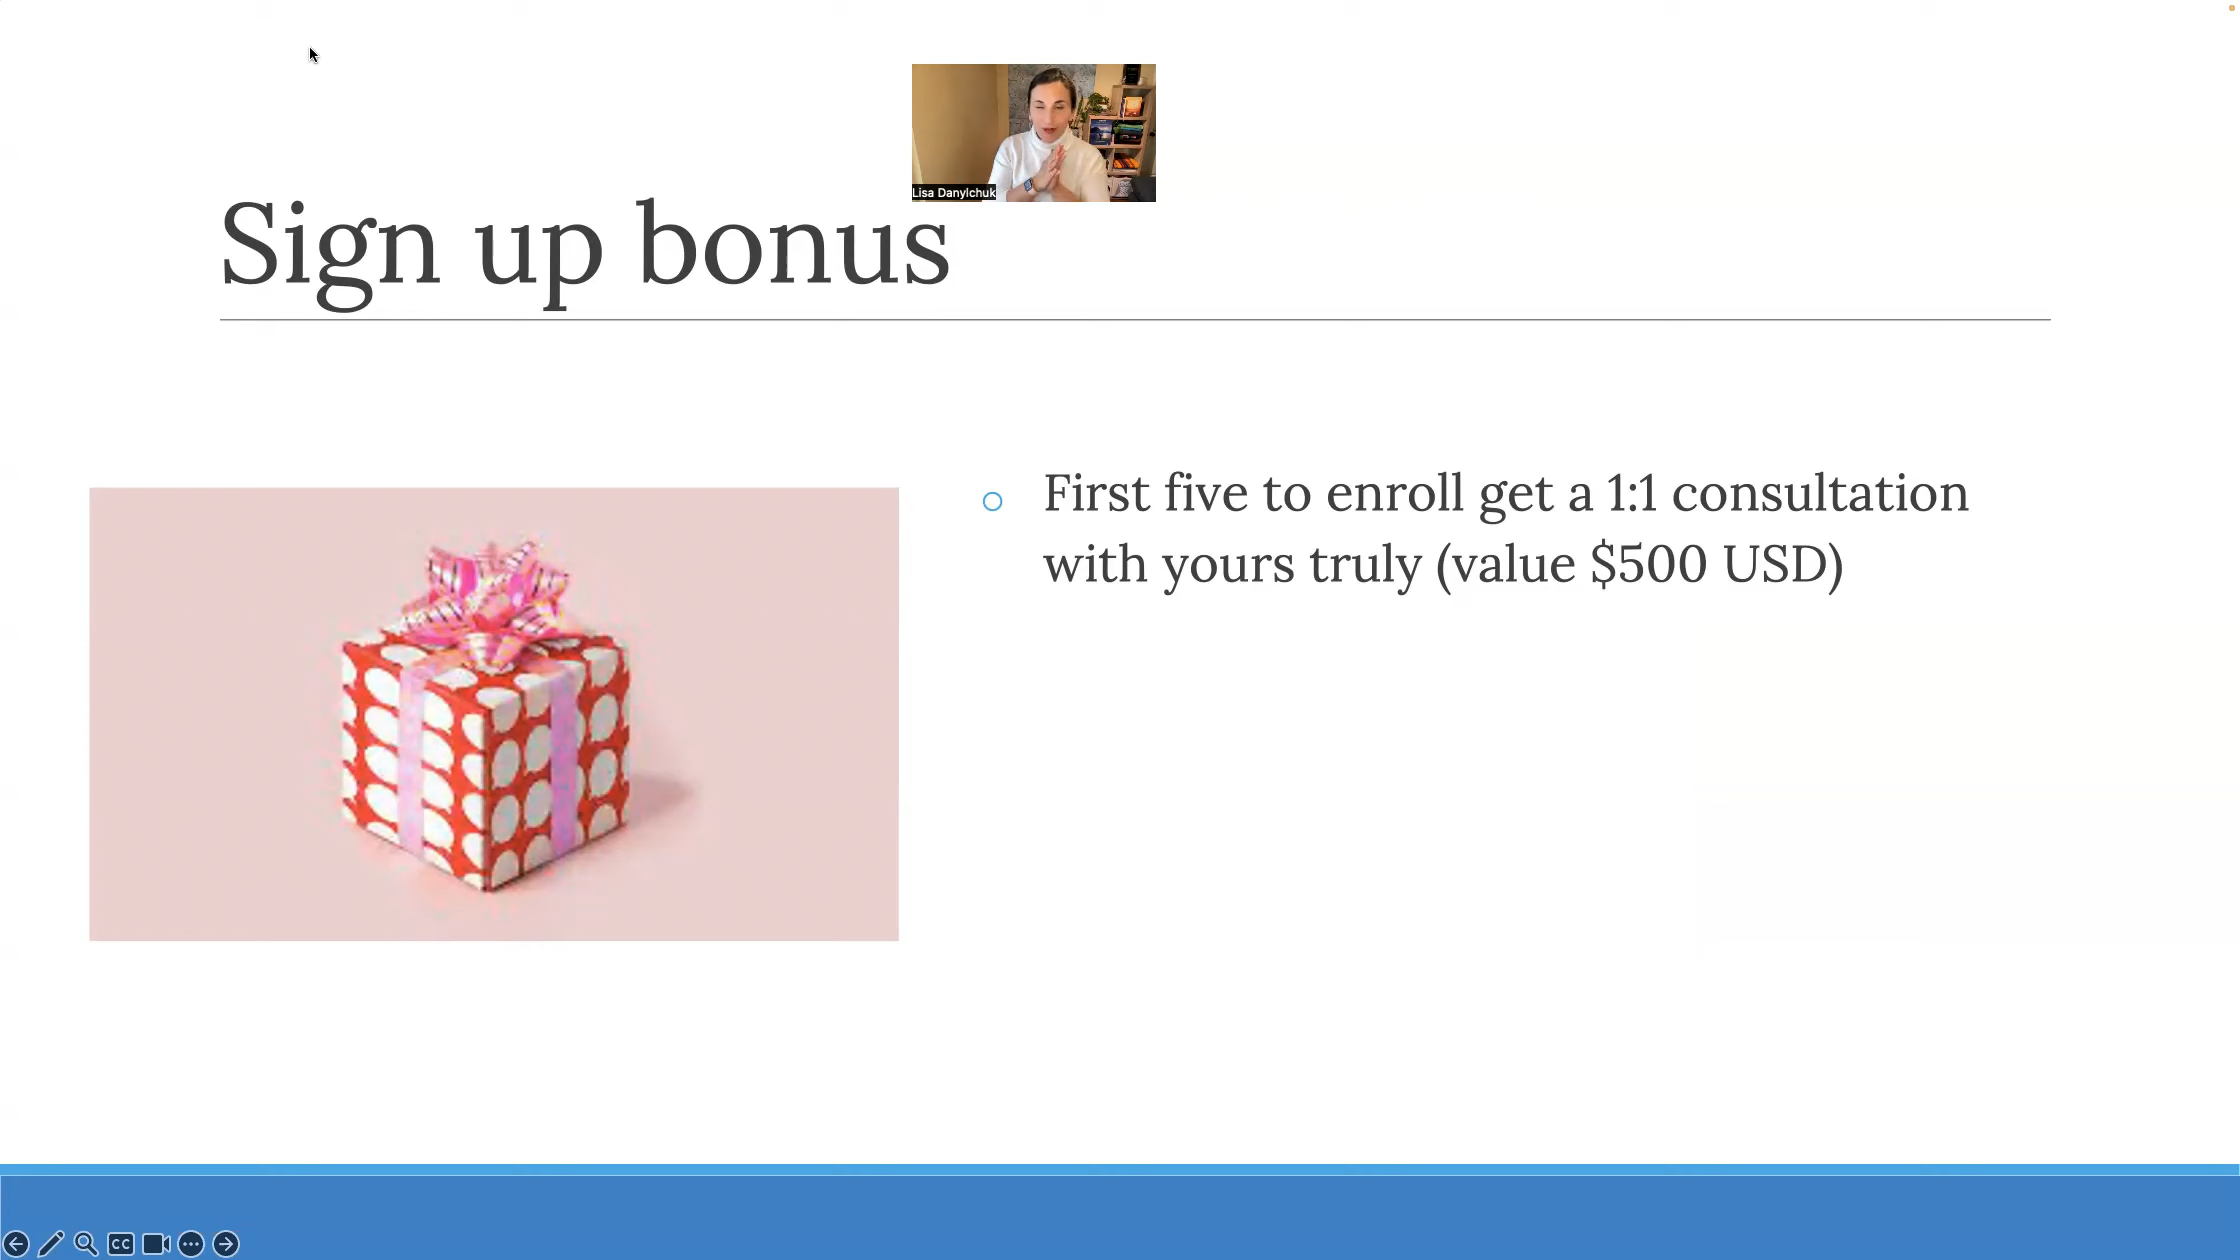 Lisa Danylchuk
Sign up bonus
First five to enroll get a 1:1 consultation
with yours truly (value $500 USD)
CC